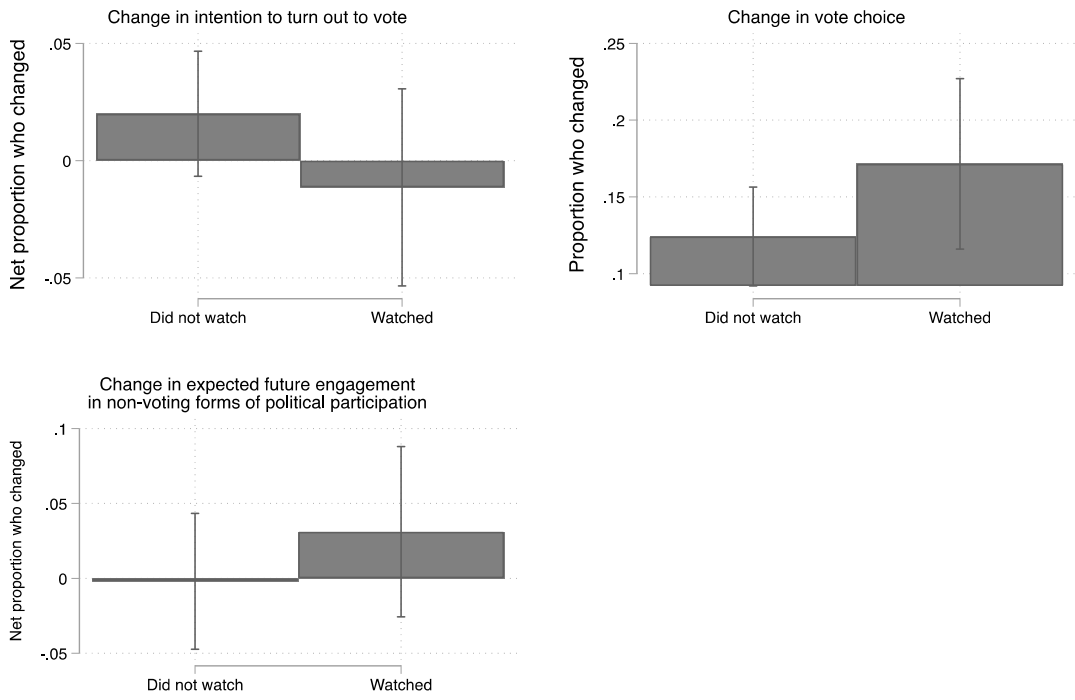 Change in intention to turn out to vote
Net proportion who changed
.05
0
-.05
Did not watch
Watched
Change in vote choice
Proportion who changed
.25
.2
.15
.1
Did not watch
Watched
Change in expected future engagement
in non-voting forms of political participation
Net proportion who changed
.1
.05
0
-.05
Did not watch
Watched